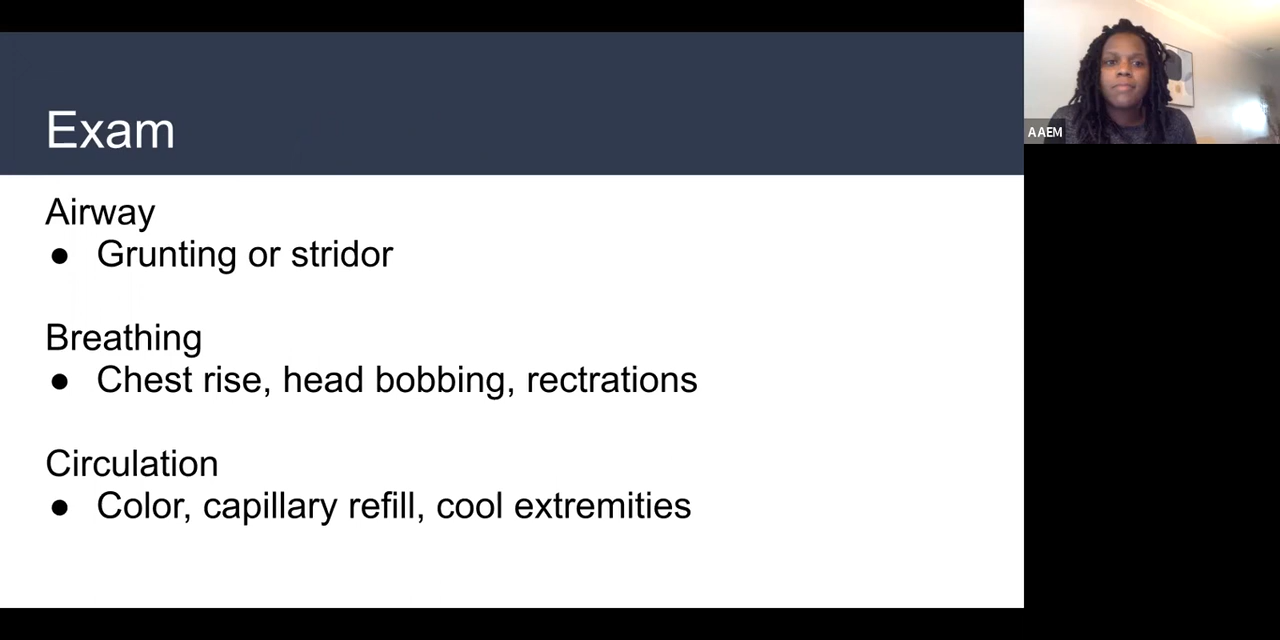 Exam
AAEM
Airway
● Grunting or stridor
Breathing
● Chest rise, head bobbing, rectrations
Circulation
● Color, capillary refill, cool extremities